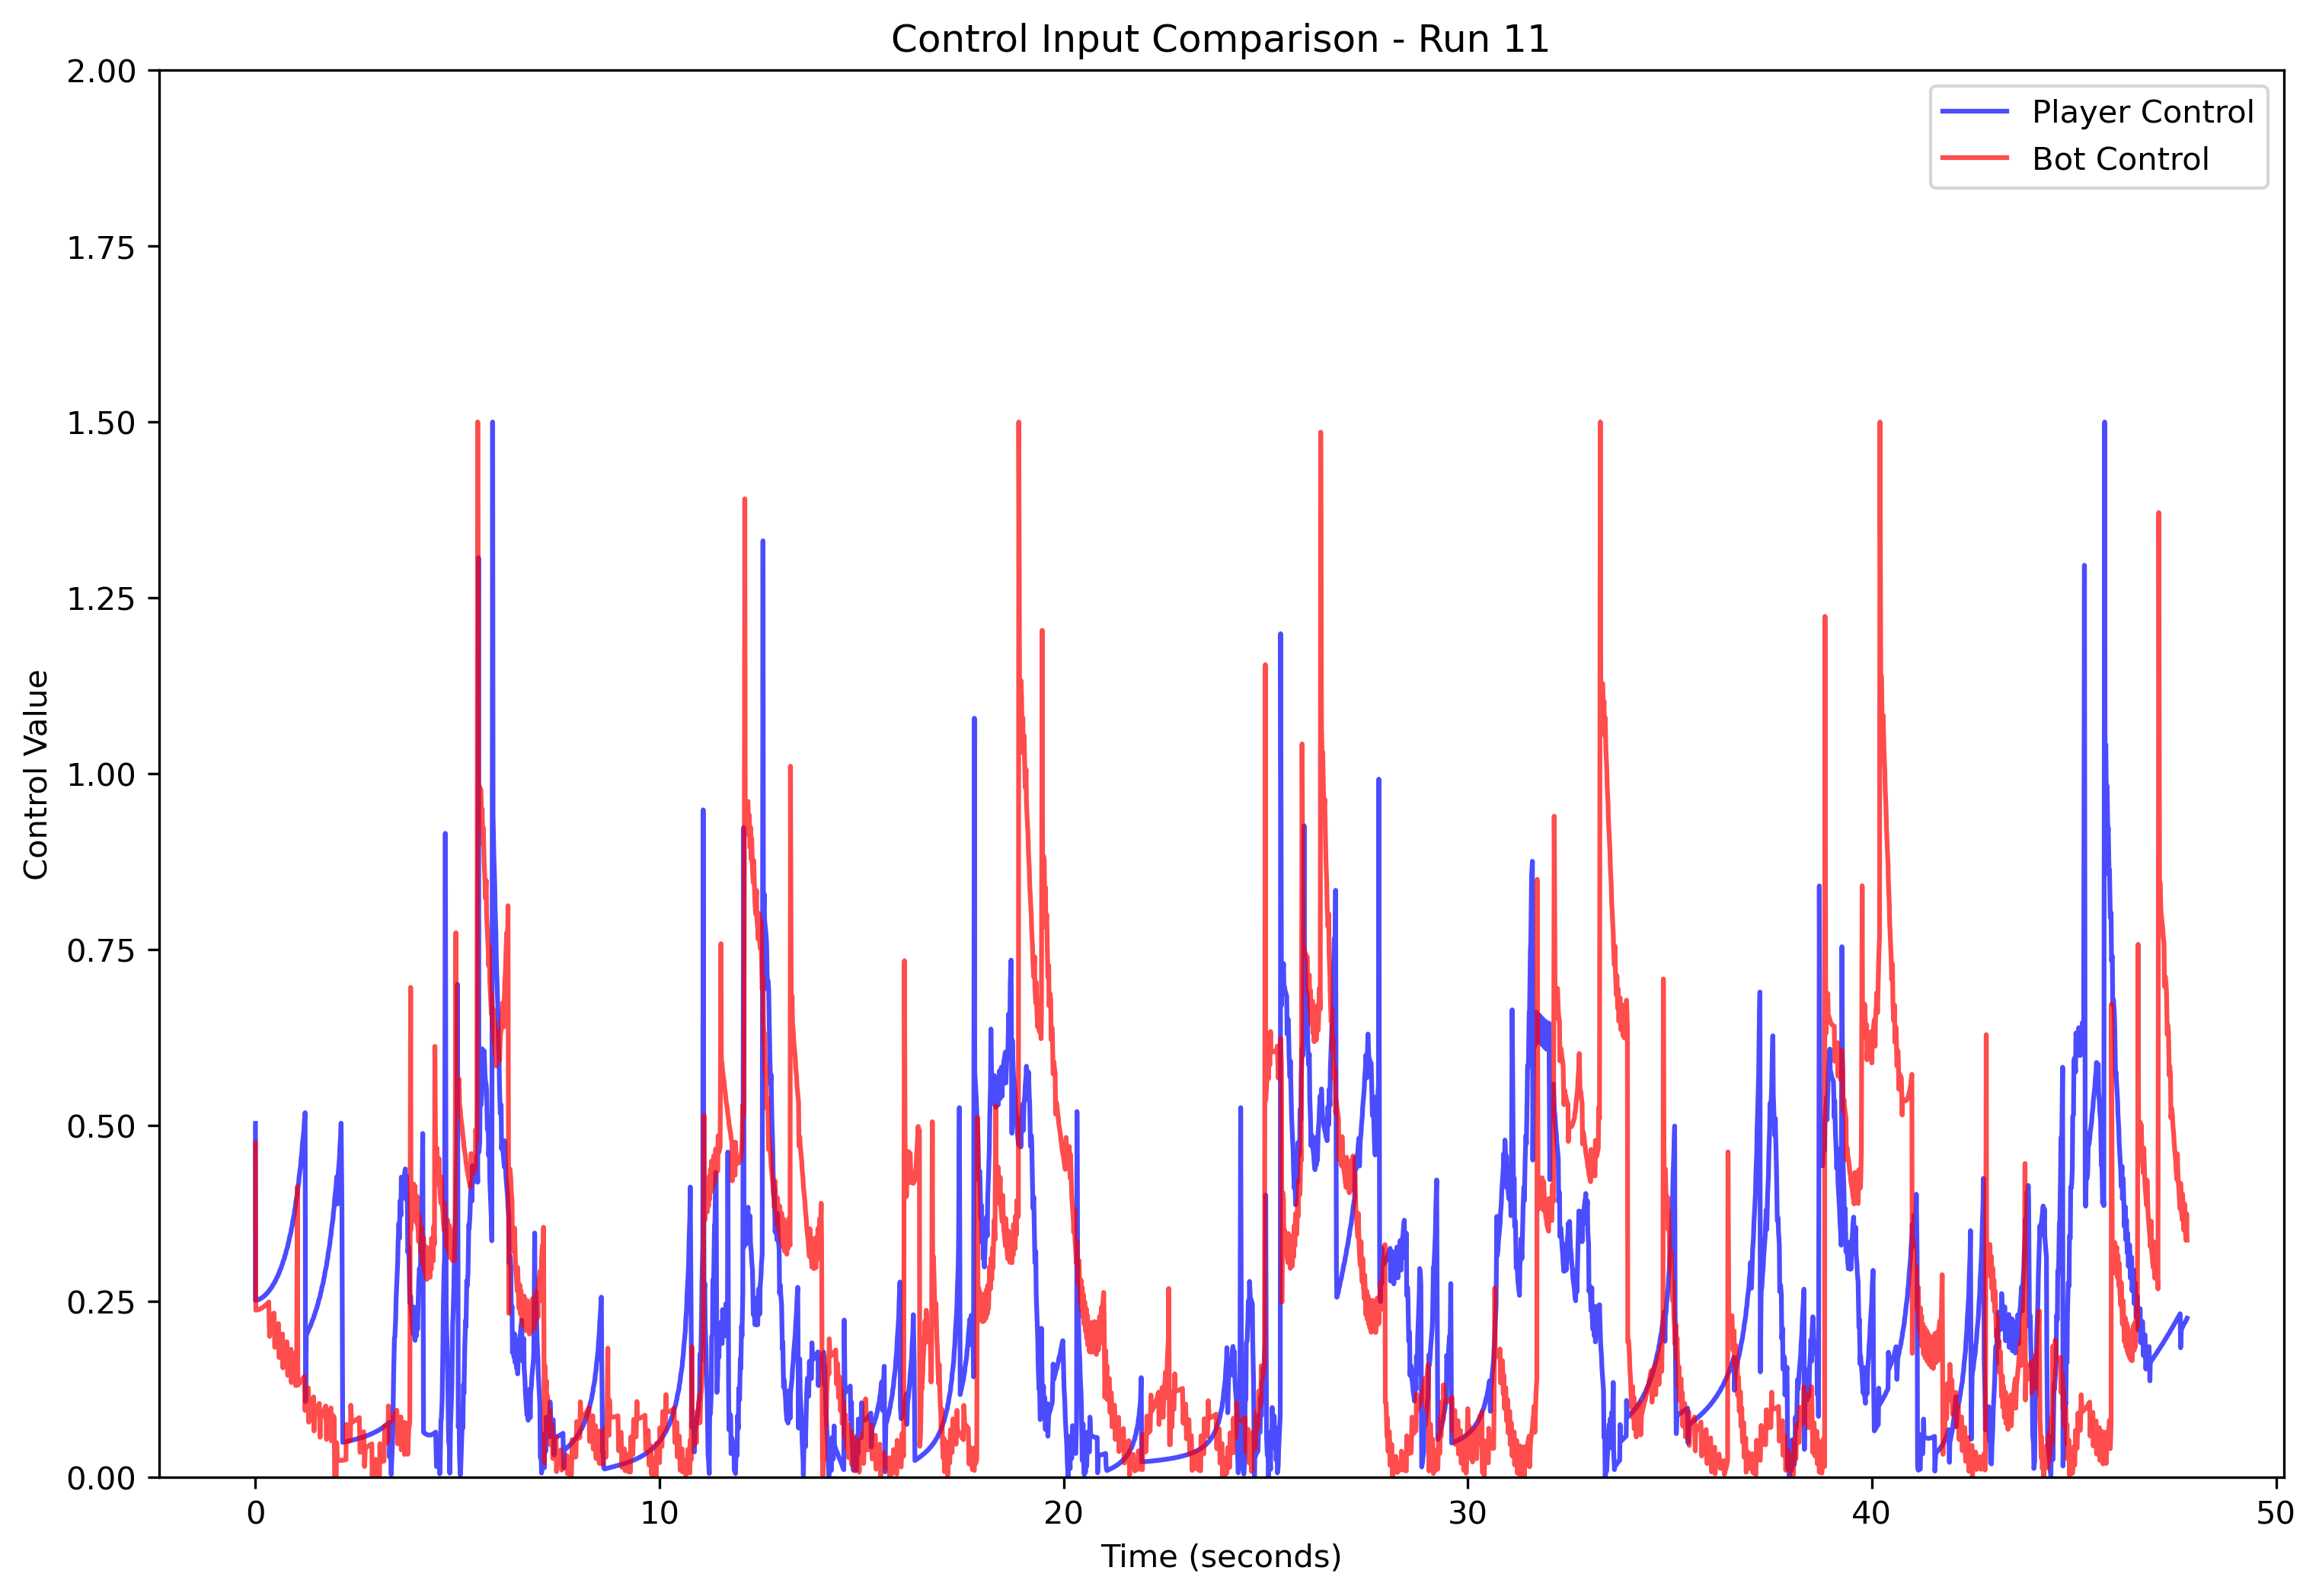 Control Input Comparison - Run 11
Player Control
Bot Control
Control Value
2.00
1.75
1.50
1.25
1.00
0.75
0.50
0.25
0.00
0 10 20 30 40 50
Time (seconds)